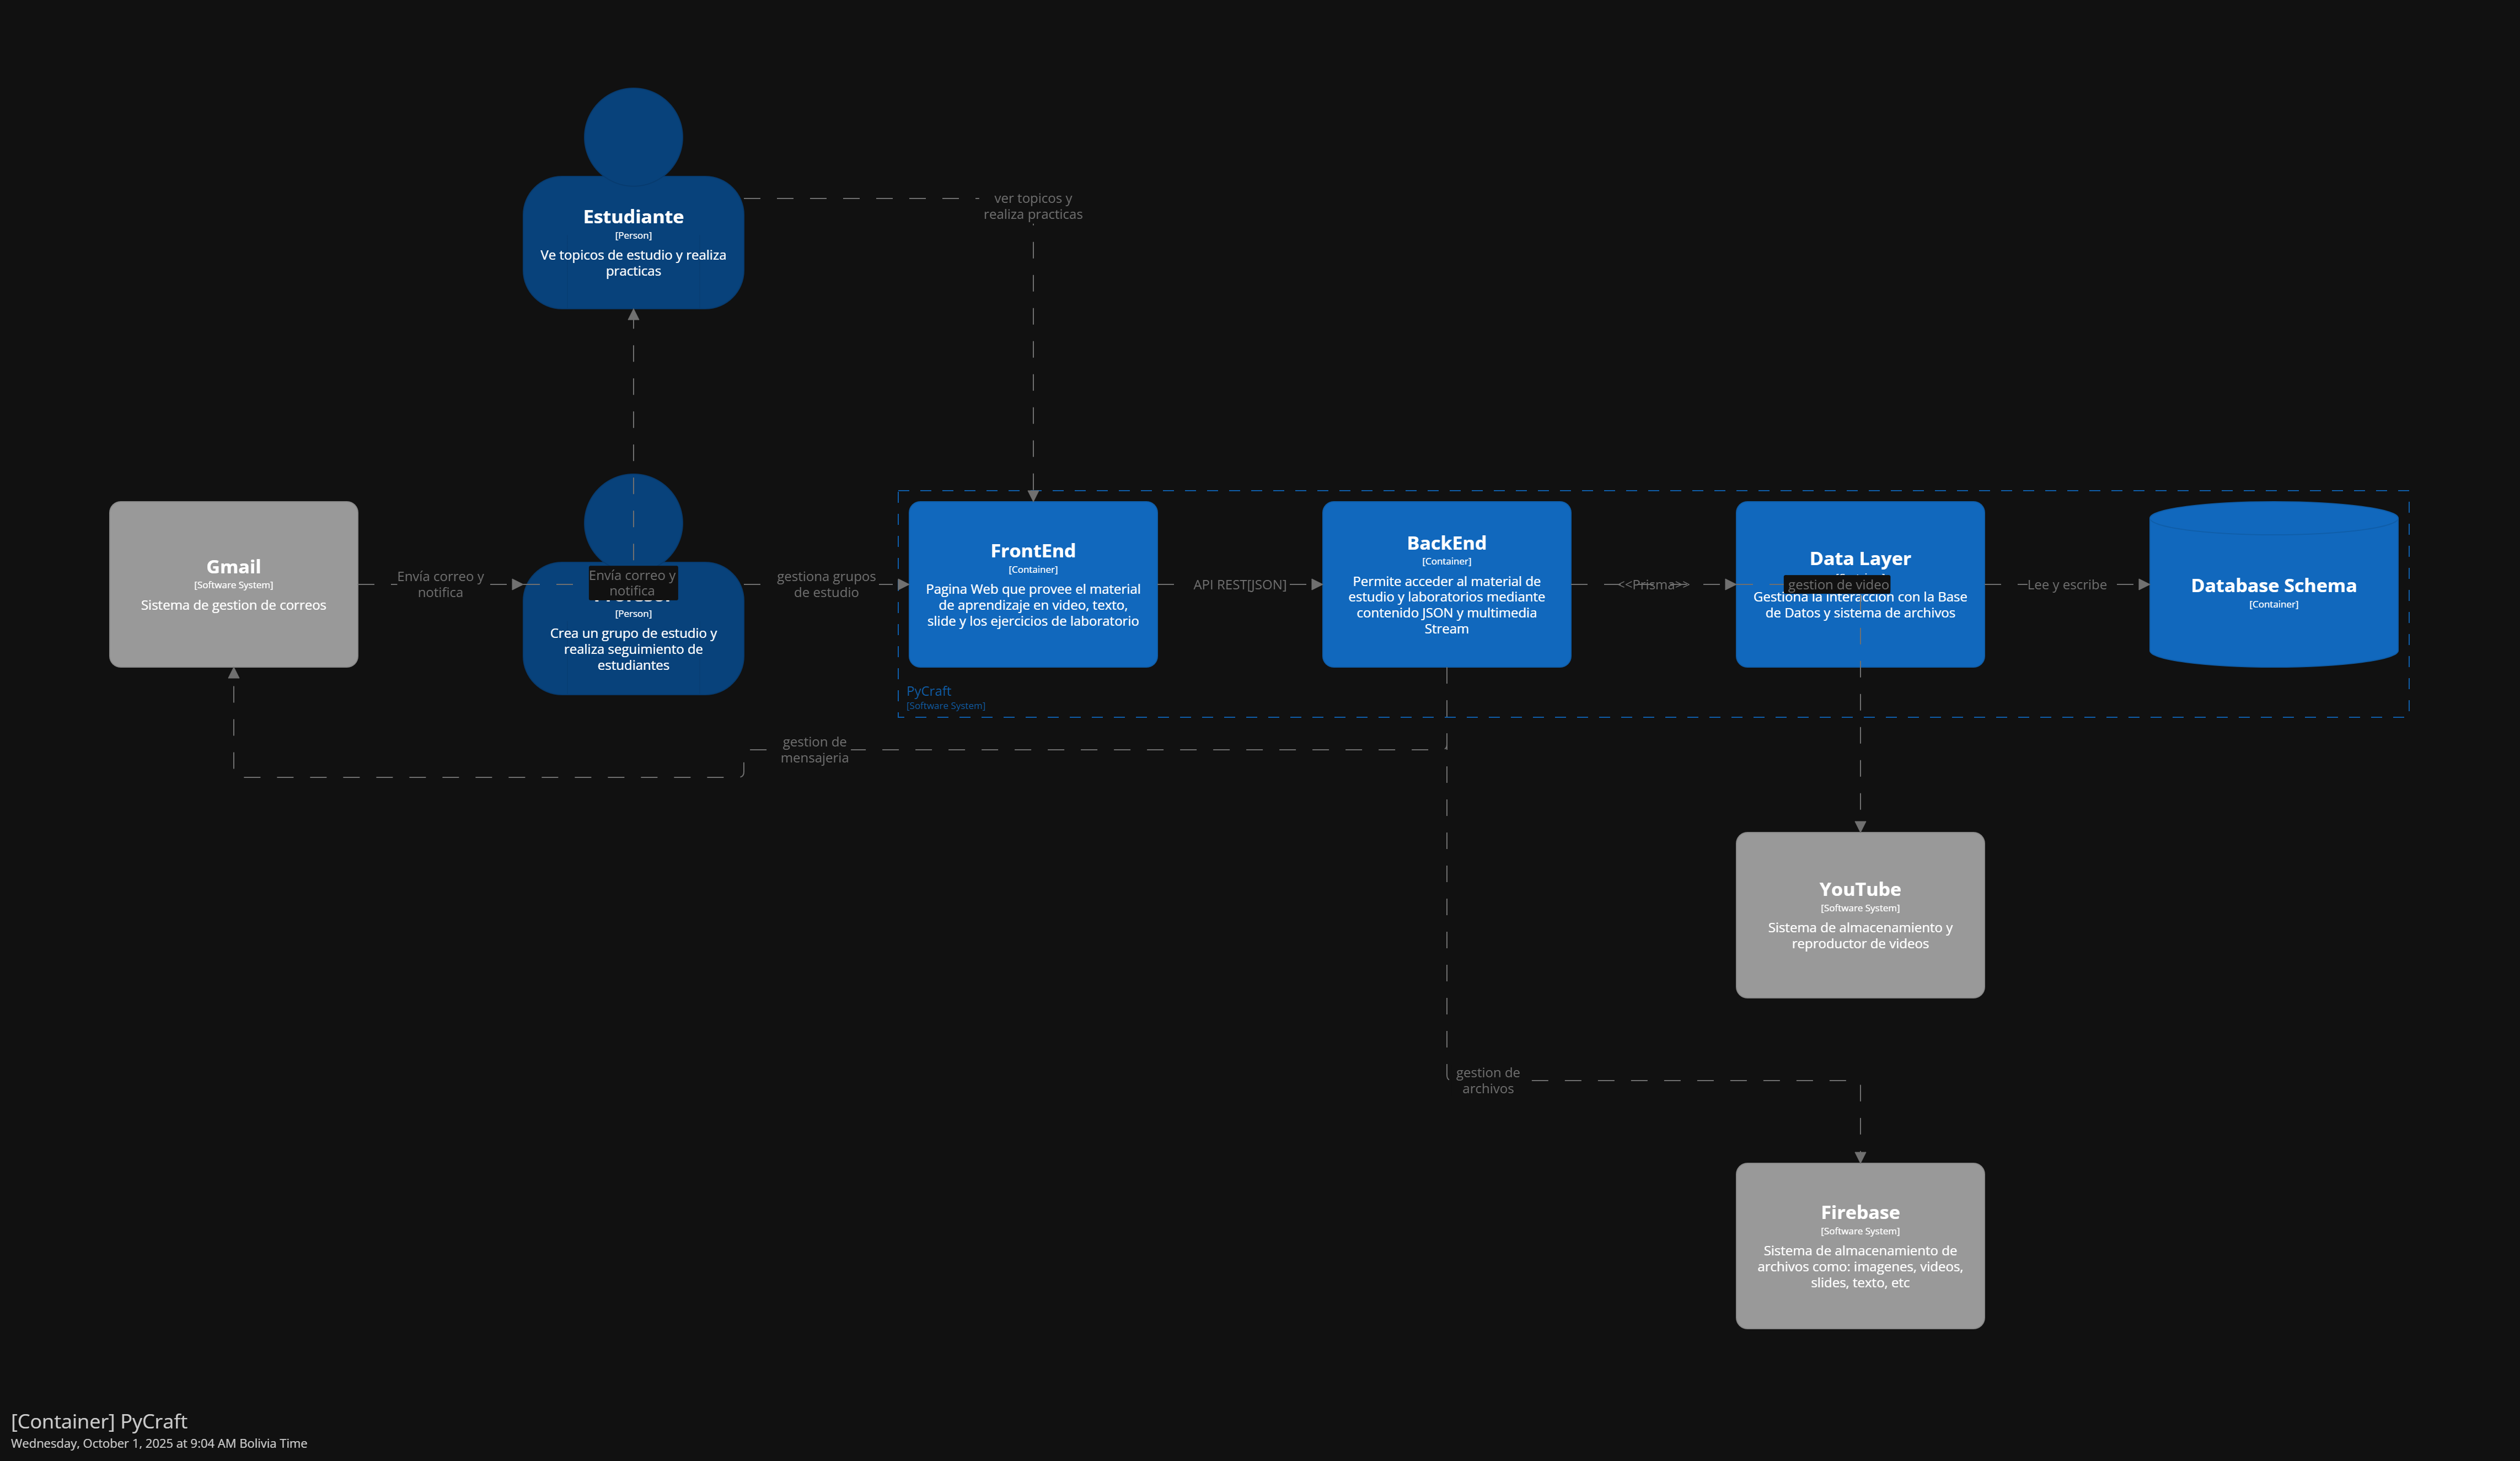 Estudiante
[Person]
Ve topicos de estudio y realiza
practicas
ver topicos y
realiza practicas
Gmail
[Software System]
Sistema de gestion de correos
Envía correo y
notifica
Envía correo y
notifica
[Person]
Crea un grupo de estudio y
realiza seguimiento de
estudiantes
gestiona grupos
de estudio
FrontEnd
[Container]
Pagina Web que provee el material
de aprendizaje en video, texto,
slide y los ejercicios de laboratorio
PyCraft
[Software System]
API REST[JSON]
BackEnd
[Container]
Permite acceder al material de
estudio y laboratorios mediante
contenido JSON y multimedia
Stream
<<Prisma>>
Data Layer
gestion de video
Gestiona la interaccion con la Base
de Datos y sistema de archivos
Lee y escribe
Database Schema
[Container]
gestion de
mensajeria
YouTube
[Software System]
Sistema de almacenamiento y
reproductor de videos
gestion de
archivos
Firebase
[Software System]
Sistema de almacenamiento de
archivos como: imagenes, videos,
slides, texto, etc
[Container] PyCraft
Wednesday, October 1, 2025 at 9:04 AM Bolivia Time